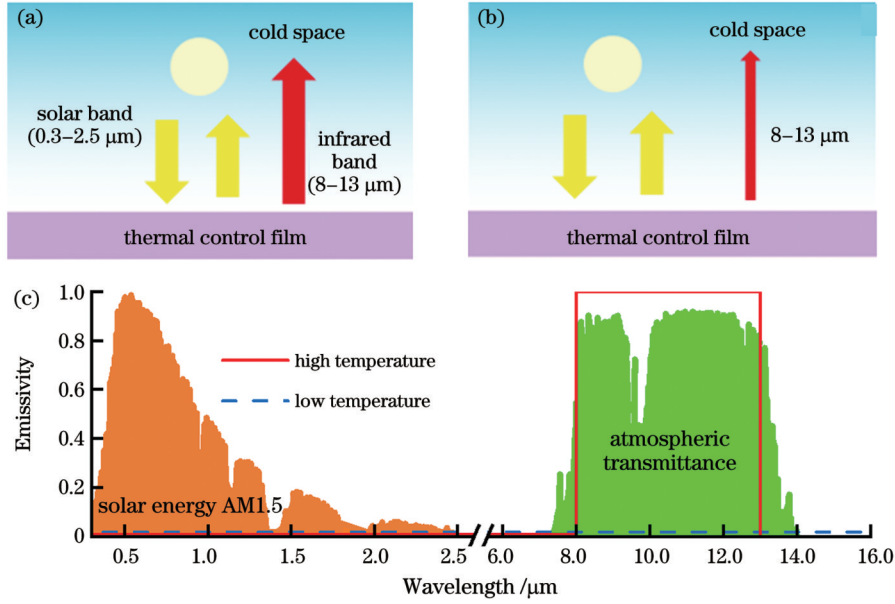 (a)
cold space
solar band
(0.3–2.5 μm)
infrared
band
(8–13 μm)
thermal control film
(b)
cold space
8–13 μm
thermal control film
(c)
1.0
0.8
0.6
0.4
0.2
0
Emissivity
high temperature
low temperature
solar energy AM1.5
atmospheric
transmittance
0.5 1.0 1.5 2.0 2.5 6.0 8.0 10.0 12.0 14.0 16.0
Wavelength /μm